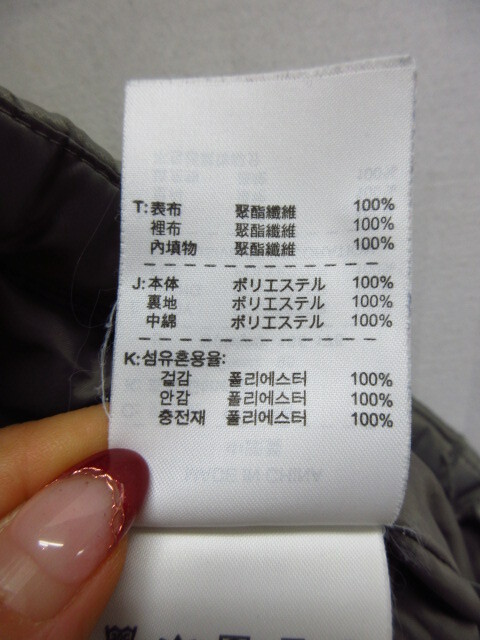 T:表布 聚酯纖維 100%
裡布 聚酯纖維 100%
內填物 聚酯纖維 100%
J:本体 ポリエステル 100%
裏地 ポリエステル 100%
中綿 ポリエステル 100%
K:섬유혼용율:
겉감 폴리에스터 100%
안감 폴리에스터 100%
충전재 폴리에스터 100%
MADE IN CHINA